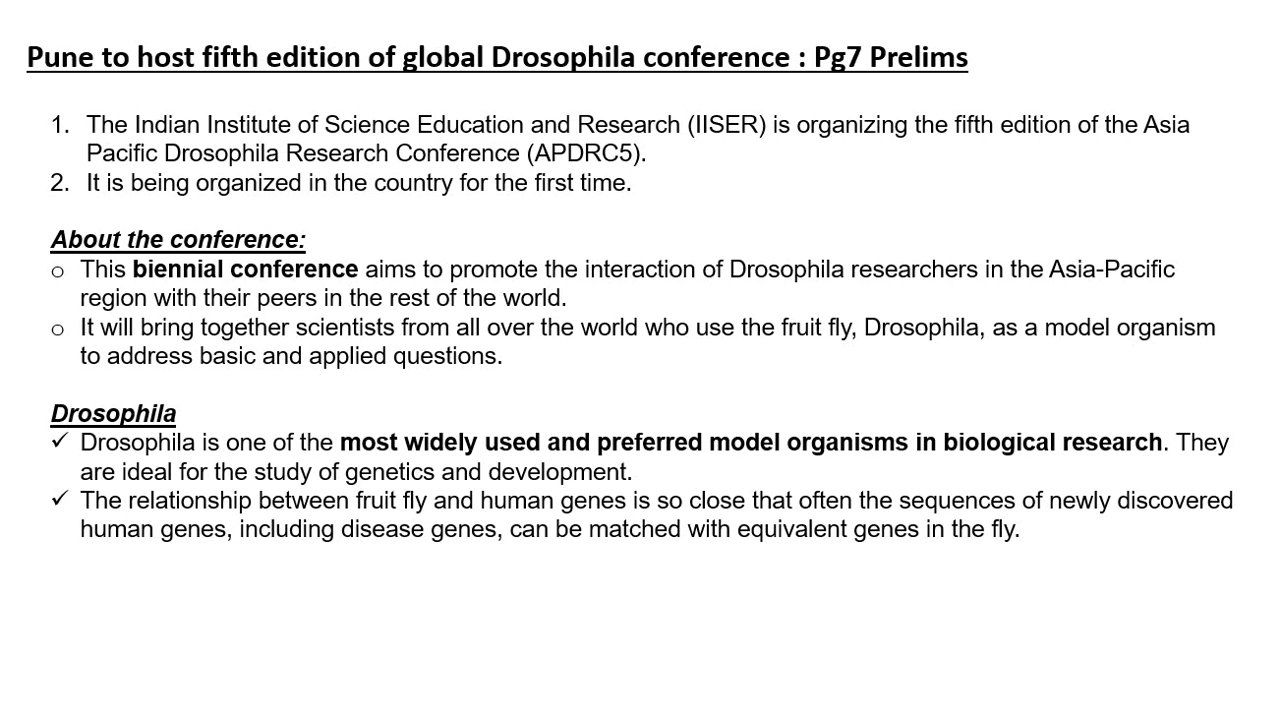 Pune to host fifth edition of global Drosophila conference : Pg7 Prelims
1. The Indian Institute of Science Education and Research (IISER) is organizing the fifth edition of the Asia
Pacific Drosophila Research Conference (APDRC5).
2. It is being organized in the country for the first time.
About the conference:
o This biennial conference aims to promote the interaction of Drosophila researchers in the Asia-Pacific
region with their peers in the rest of the world.
o It will bring together scientists from all over the world who use the fruit fly, Drosophila, as a model organism
to address basic and applied questions.
Drosophila
✓ Drosophila is one of the most widely used and preferred model organisms in biological research. They
are ideal for the study of genetics and development.
✓ The relationship between fruit fly and human genes is so close that often the sequences of newly discovered
human genes, including disease genes, can be matched with equivalent genes in the fly.